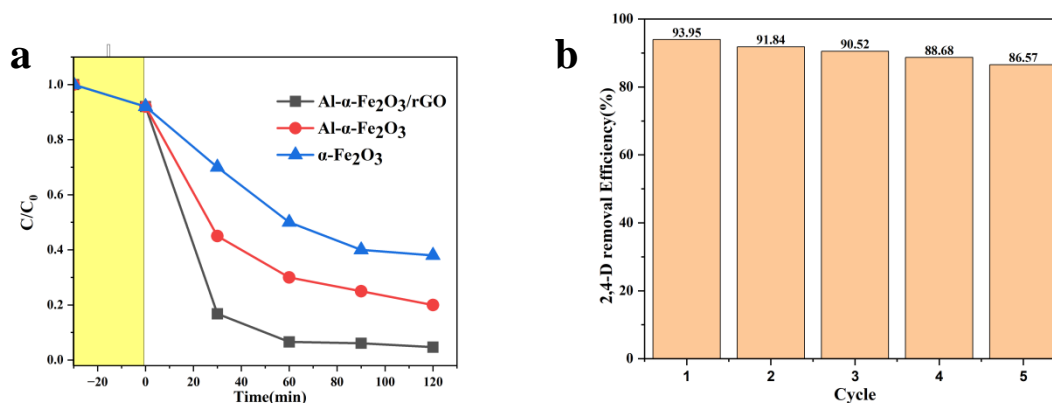 a
C/C₀
1.0
0.8
0.6
0.4
0.2
0.0
Al-α-Fe₂O₃/rGO
Al-α-Fe₂O₃
α-Fe₂O₃
−20 0 20 40 60 80 100 120
Time(min)
b
2,4-D removal Efficiency(%)
100
80
60
40
20
0
93.95 91.84 90.52 88.68 86.57
1 2 3 4 5
Cycle